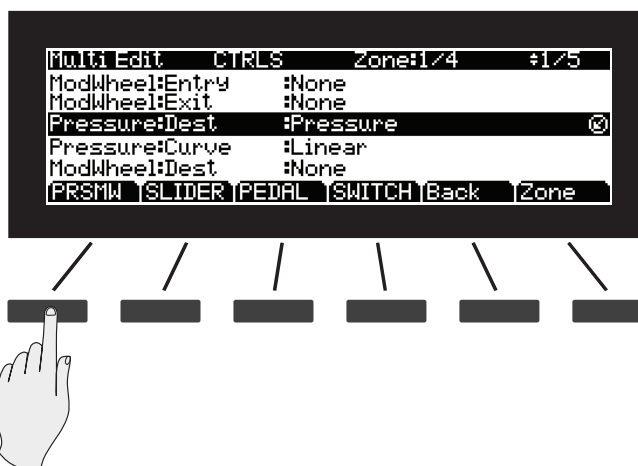 Multi Edit CTRLS Zone:1/4 1/5
ModWheel:Entry :None
ModWheel:Exit :None
Pressure:Dest :Pressure
Pressure:Curve :Linear
ModWheel:Dest :None
PRSMW SLIDER PEDAL SWITCH Back Zone